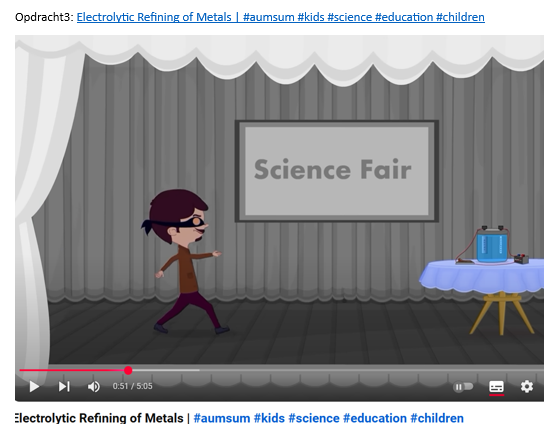 Opdracht3: Electrolytic Refining of Metals | #aumsum #kids #science #education #children
Science Fair
0:51 / 5:05
Electrolytic Refining of Metals | #aumsum #kids #science #education #children